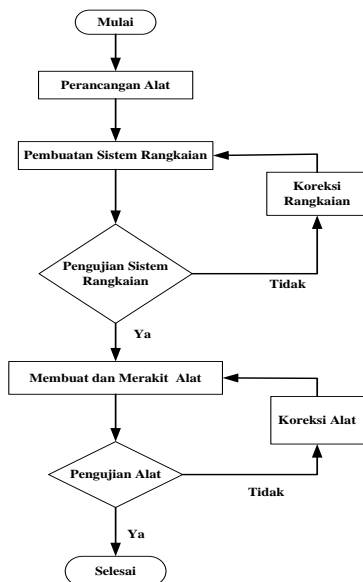 Mulai
Perancangan Alat
Pembuatan Sistem Rangkaian
Koreksi
Rangkaian
Pengujian Sistem
Rangkaian
Tidak
Ya
Membuat dan Merakit Alat
Koreksi Alat
Pengujian Alat
Tidak
Ya
Selesai